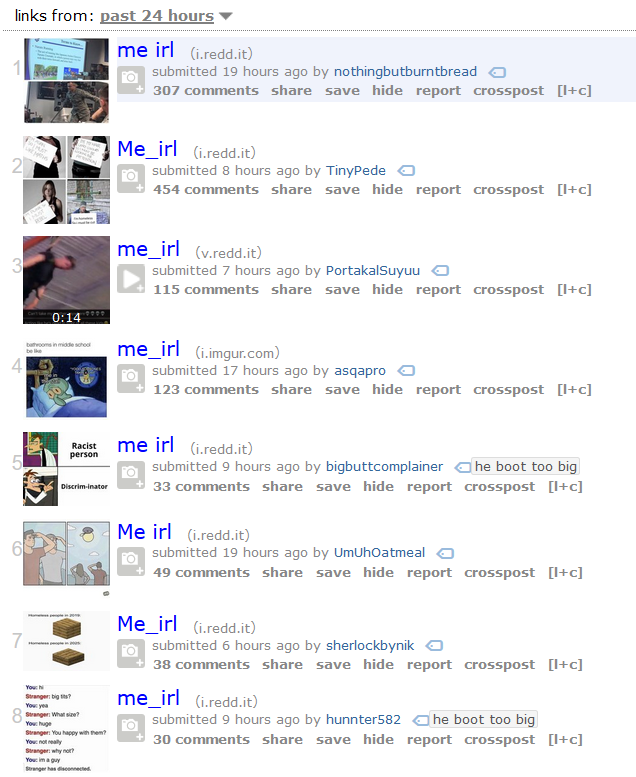 links from: past 24 hours
1
me irl (i.redd.it)
submitted 19 hours ago by nothingbutburntbread
307 comments share save hide report crosspost [l+c]
2
Me_irl (i.redd.it)
submitted 8 hours ago by TinyPede
454 comments share save hide report crosspost [l+c]
3
me_irl (v.redd.it)
submitted 7 hours ago by PortakalSuyuu
115 comments share save hide report crosspost [l+c]
0:14
4
bathrooms in middle school
be like
me_irl (i.imgur.com)
submitted 17 hours ago by asqapro
123 comments share save hide report crosspost [l+c]
5
Racist
person
Discrim-inator
me irl (i.redd.it)
submitted 9 hours ago by bigbuttcomplainer he boot too big
33 comments share save hide report crosspost [l+c]
6
Me irl (i.redd.it)
submitted 19 hours ago by UmUhOatmeal
49 comments share save hide report crosspost [l+c]
7
Homeless people in 2019:
Homeless people in 2025:
Me_irl (i.redd.it)
submitted 6 hours ago by sherlockbynik
38 comments share save hide report crosspost [l+c]
8
You: hi
Stranger: big tits?
You: yea
Stranger: What size?
You: huge
Stranger: You happy with them?
You: not really
Stranger: why not?
You: im a guy
Stranger has disconnected.
me_irl (i.redd.it)
submitted 9 hours ago by hunnter582 he boot too big
30 comments share save hide report crosspost [l+c]